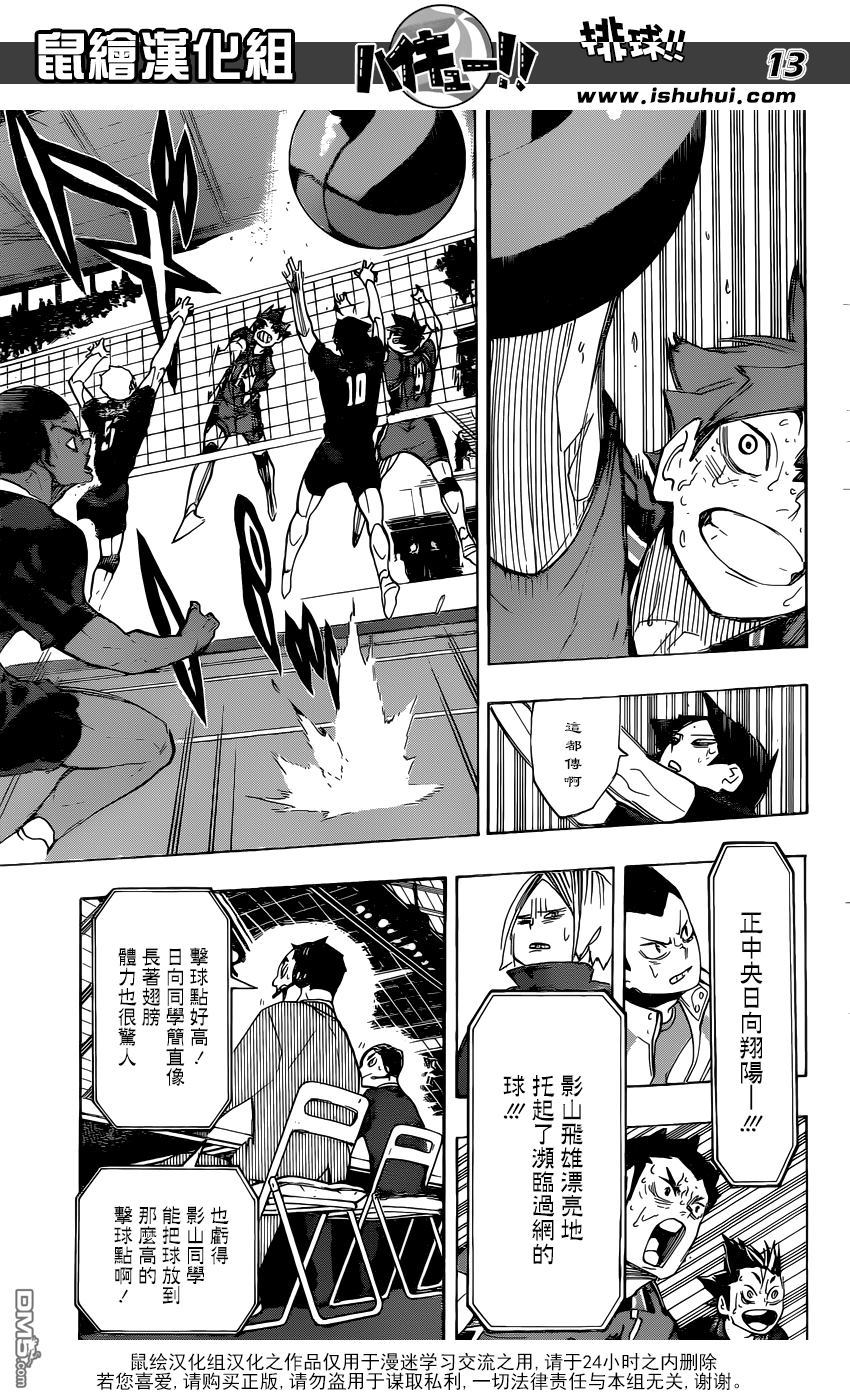 鼠繪漢化組
ハイキュー!!
排球!!
13
www.ishuhui.com
10
5
5
這都傳啊
正中央日向翔陽—!!!
影山飛雄漂亮地
托起了瀕臨過網的
球!!!
擊球點好高!
日向同學簡直像
長著翅膀
體力也很驚人
也虧得
影山同學
能把球放到
那麼高的
擊球點啊!
DM5
鼠绘汉化组汉化之作品仅用于漫迷学习交流之用, 请于24小时之内删除
若您喜爱, 请购买正版, 请勿盗用于谋取私利, 一切法律责任与本组无关, 谢谢。